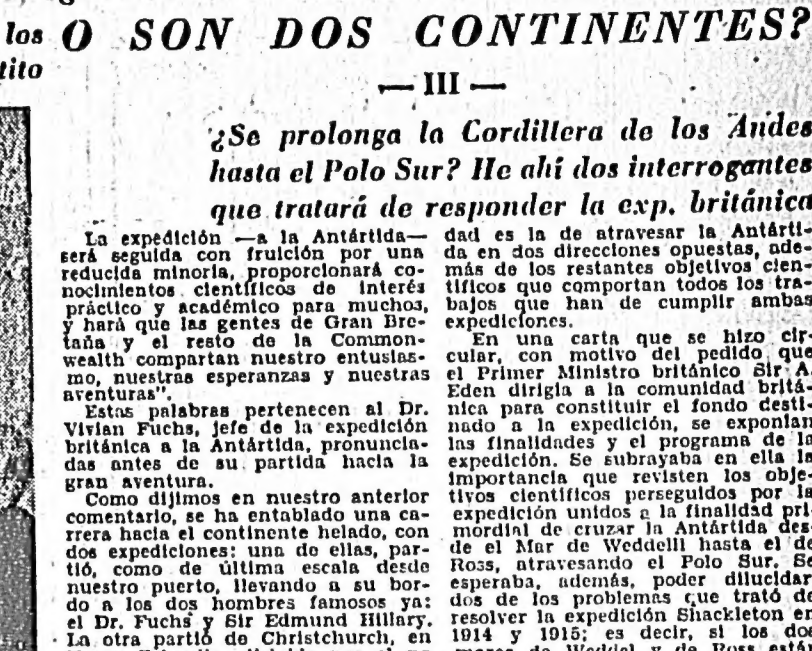 los
tito
O SON DOS CONTINENTES?
— III —
¿Se prolonga la Cordillera de los Andes
hasta el Polo Sur? He ahí dos interrogantes
que tratará de responder la exp. británica
La expedición —a la Antártida—
será seguida con fruición por una
reducida minoría, proporcionará co-
nocimientos científicos de interés
práctico y académico para muchos,
y hará que las gentes de Gran Bre-
taña y el resto de la Common-
wealth compartan nuestro entusias-
mo, nuestras esperanzas y nuestras
aventuras".
Estas palabras pertenecen al Dr.
Vivian Fuchs, jefe de la expedición
británica a la Antártida, pronuncia-
das antes de su partida hacia la
gran aventura.
Como dijimos en nuestro anterior
comentario, se ha entablado una ca-
rrera hacia el continente helado, con
dos expediciones: una de ellas, par-
tió, como de última escala desde
nuestro puerto, llevando a su bor-
do a los dos hombres famosos ya:
el Dr. Fuchs y Sir Edmund Hillary.
La otra partió de Christchurch, en
dad es la de atravesar la Antárti-
da en dos direcciones opuestas, ade-
más de los restantes objetivos cien-
tíficos que comportan todos los tra-
bajos que han de cumplir ambas
expediciones.
En una carta que se hizo cir-
cular, con motivo del pedido que
el Primer Ministro británico Sir A.
Eden dirigía a la comunidad britá-
nica para constituir el fondo desti-
nado a la expedición, se exponían
las finalidades y el programa de la
expedición. Se subrayaba en ella la
importancia que revisten los obje-
tivos científicos perseguidos por la
expedición unidos a la finalidad pri-
mordial de cruzar la Antártida des-
de el Mar de Weddelli hasta el de
Ross, atravesando el Polo Sur. Se
esperaba, además, poder dilucidar
dos de los problemas que trató de
resolver la expedición Shackleton en
1914 y 1915; es decir, si los dos
mares de Weddel y de Ross están